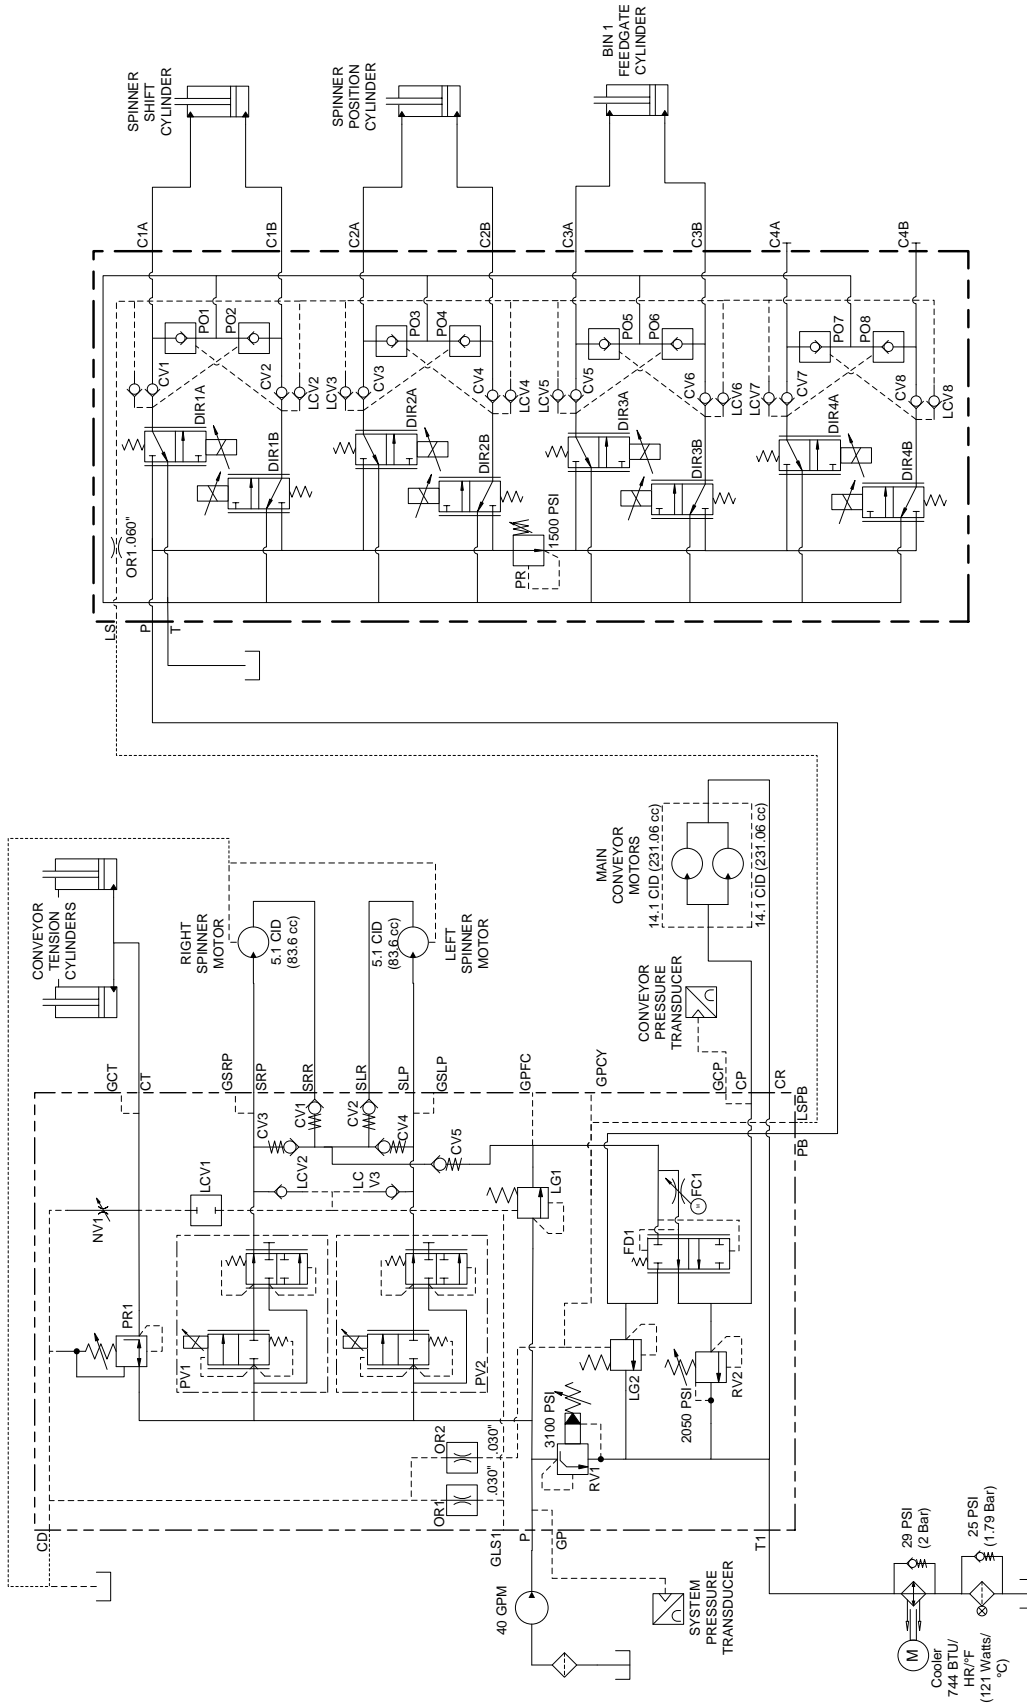 SPINNER
SHIFT
CYLINDER
SPINNER
POSITION
CYLINDER
BIN 1
FEEDGATE
CYLINDER
C1A
C1B
C2A
C2B
C3A
C3B
C4A
C4B
PO1
PO2
PO3
PO4
PO5
PO6
PO7
PO8
CV1
CV2
LCV2
LCV3
CV3
CV4
LCV4
LCV5
CV5
CV6
LCV6
LCV7
CV7
CV8
LCV8
DIR1A
DIR1B
DIR2A
DIR2B
DIR3A
DIR3B
DIR4A
DIR4B
OR1.060"
PR
1500 PSI
LS
P
T
CONVEYOR
TENSION
CYLINDERS
RIGHT
SPINNER
MOTOR
5.1 CID
(83.6 cc)
5.1 CID
(83.6 cc)
LEFT
SPINNER
MOTOR
MAIN
CONVEYOR
MOTORS
14.1 CID (231.06 cc)
14.1 CID (231.06 cc)
CONVEYOR
PRESSURE
TRANSDUCER
GCT
CT
GSRP
SRP
SRR
SLR
SLP
GSLP
GPFC
GPCY
GCP
CP
CR
LSPB
PB
NV1
LCV1
CV3
CV1
CV2
CV4
LCV2
LC
V3
CV5
LG1
FC1
FD1
PR1
PV1
PV2
LG2
RV2
2050 PSI
3100 PSI
RV1
OR2
.030"
OR1
.030"
CD
GLS1
P
GP
T1
40 GPM
SYSTEM
PRESSURE
TRANSDUCER
29 PSI
(2 Bar)
25 PSI
(1.79 Bar)
M
Cooler
744 BTU/
HR/°F
(121 Watts/
°C)